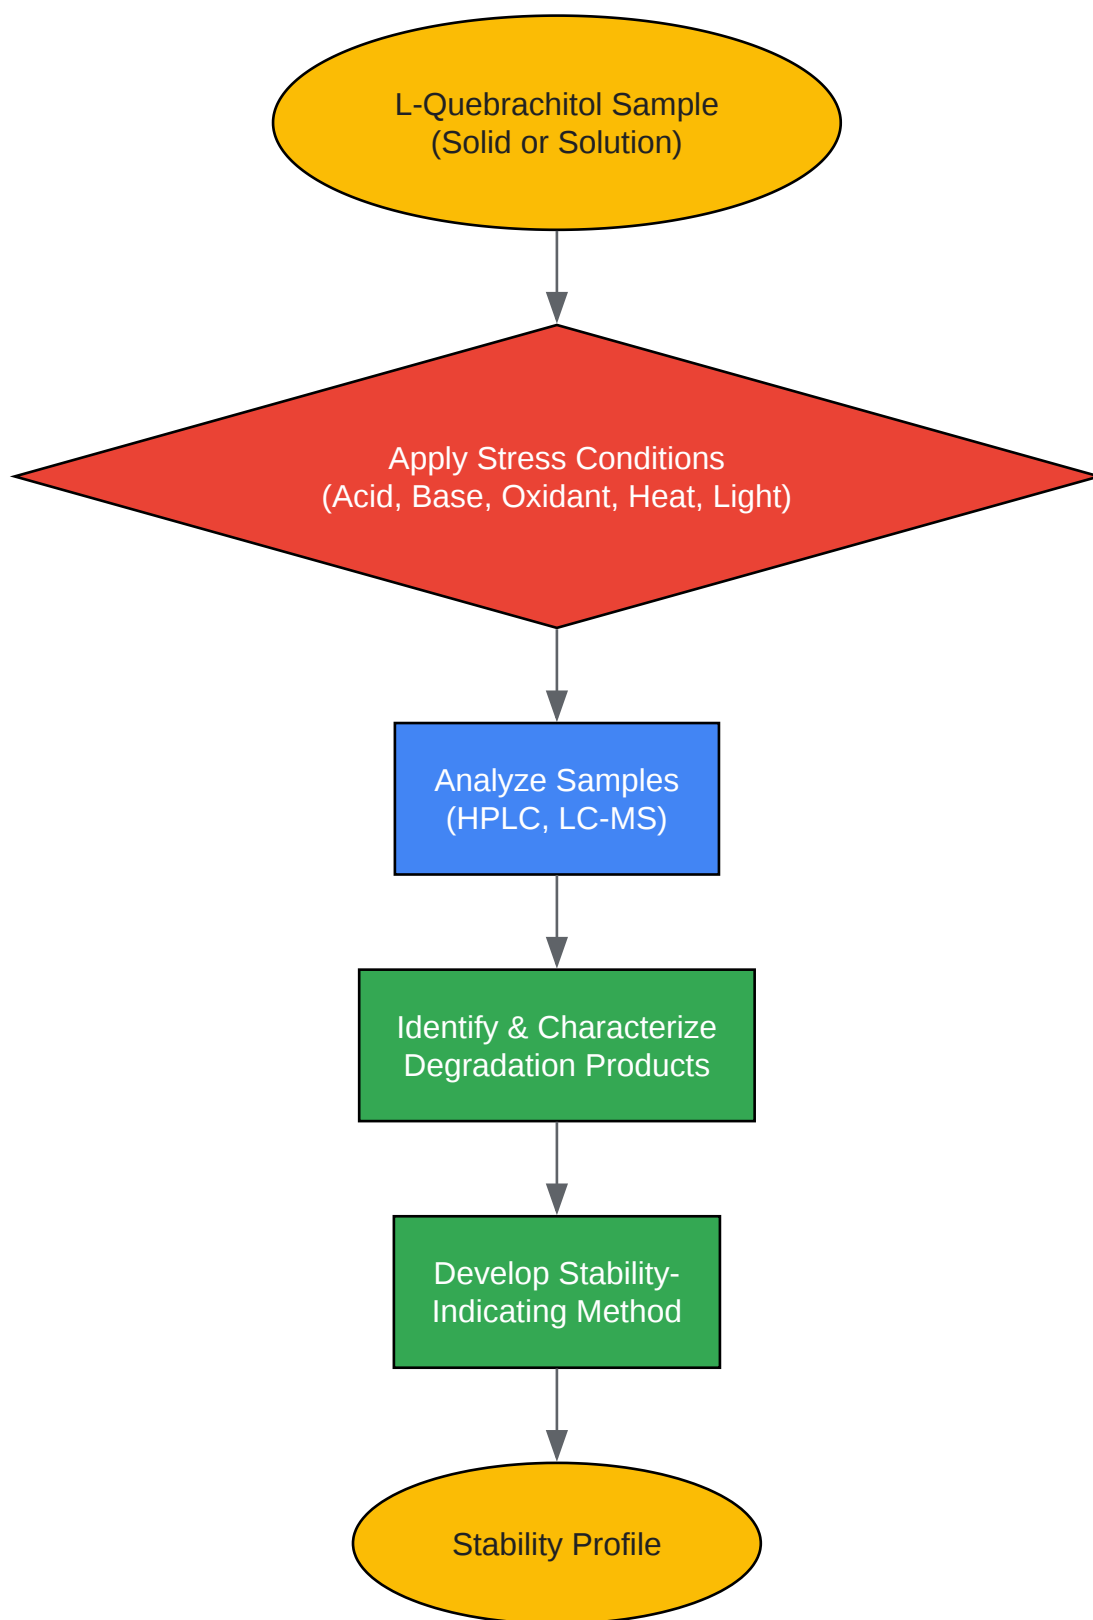 L-Quebrachitol Sample
(Solid or Solution)
Apply Stress Conditions
(Acid, Base, Oxidant, Heat, Light)
Analyze Samples
(HPLC, LC-MS)
Identify & Characterize
Degradation Products
Develop Stability-
Indicating Method
Stability Profile